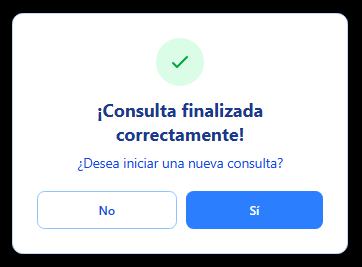 ¡Consulta finalizada
correctamente!
¿Desea iniciar una nueva consulta?
No
Sí